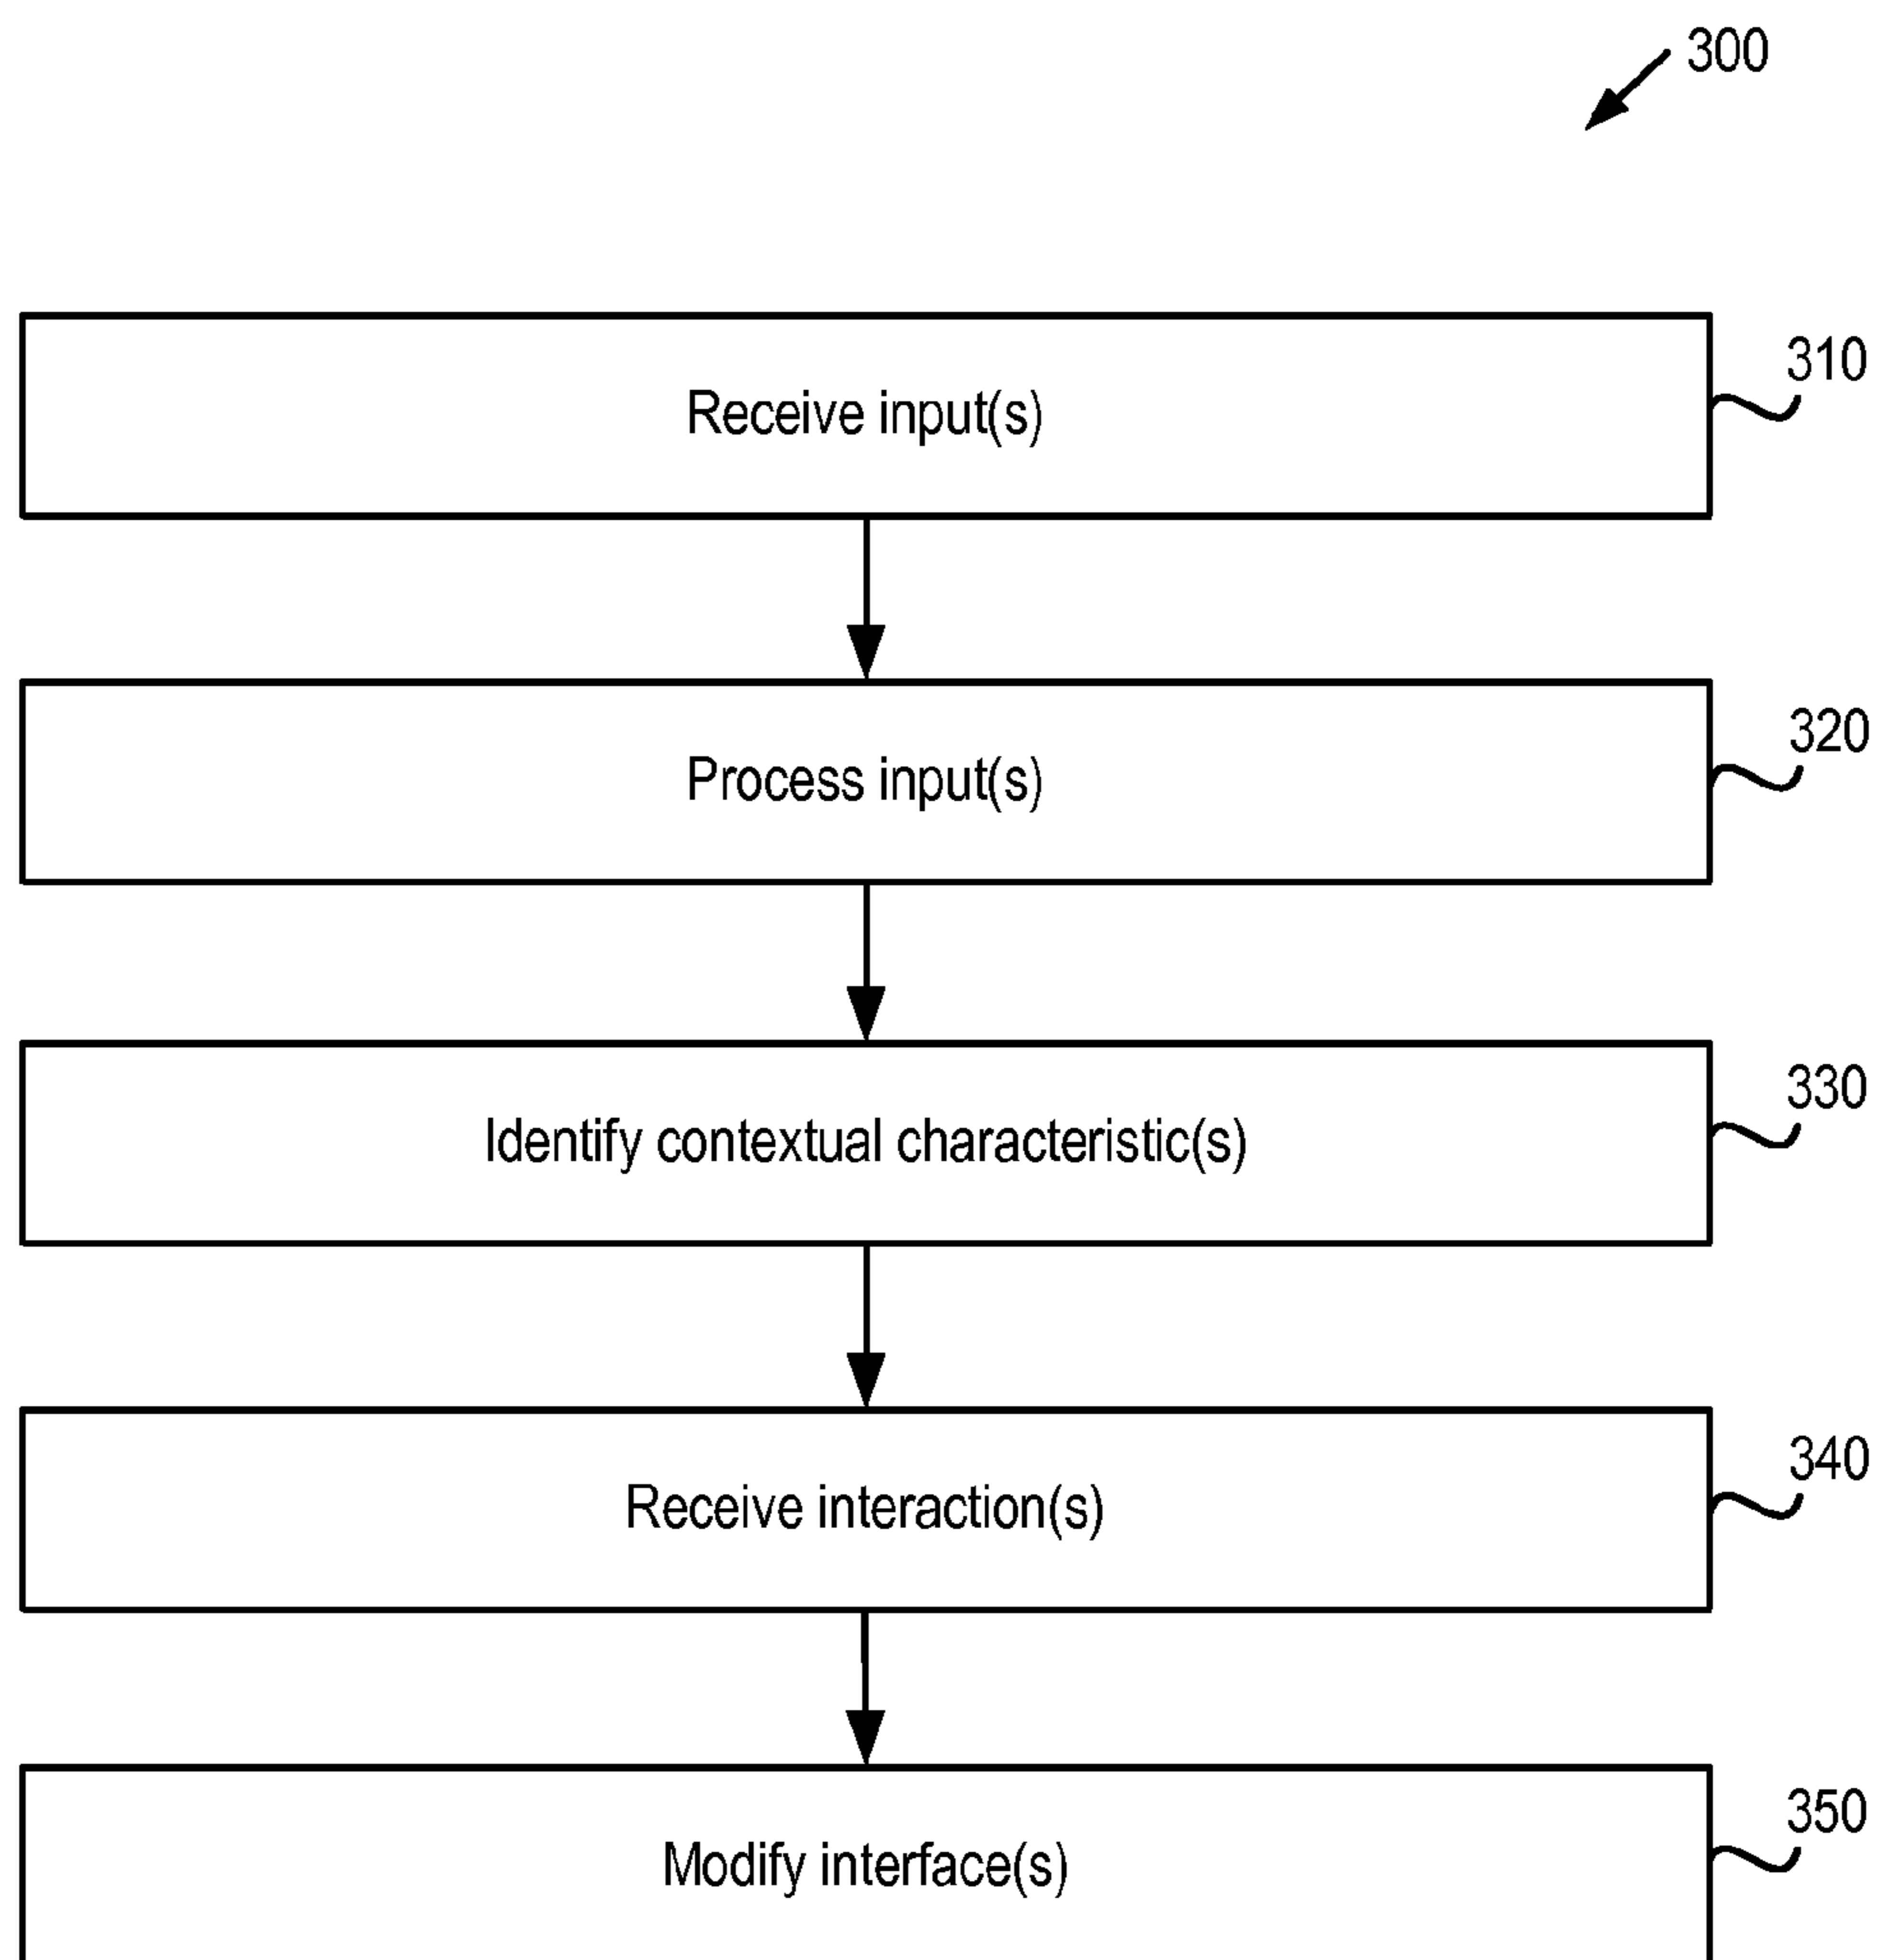 300
310
Receive input(s)
320
Process input(s)
330
Identify contextual characteristic(s)
340
Receive interaction(s)
350
Modify interface(s)